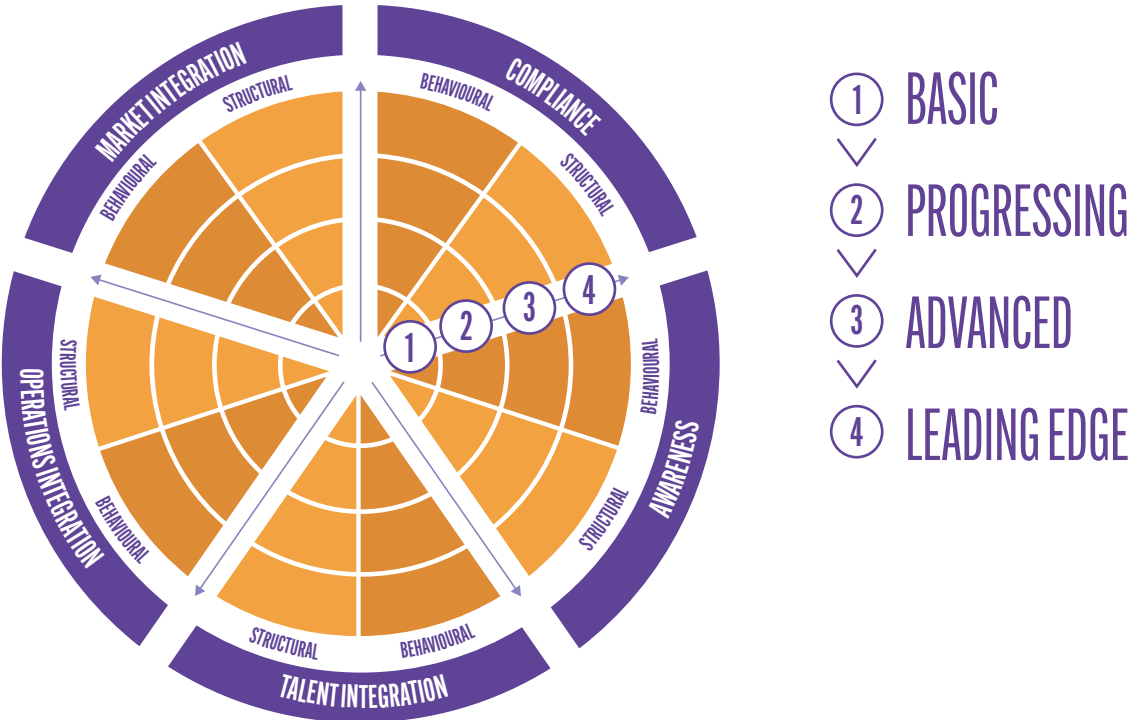 MARKET INTEGRATION
STRUCTURAL
BEHAVIOURAL
COMPLIANCE
BEHAVIOURAL
STRUCTURAL
AWARENESS
BEHAVIOURAL
STRUCTURAL
TALENT INTEGRATION
BEHAVIOURAL
STRUCTURAL
OPERATIONS INTEGRATION
BEHAVIOURAL
STRUCTURAL
1
2
3
4
1 BASIC
2 PROGRESSING
3 ADVANCED
4 LEADING EDGE